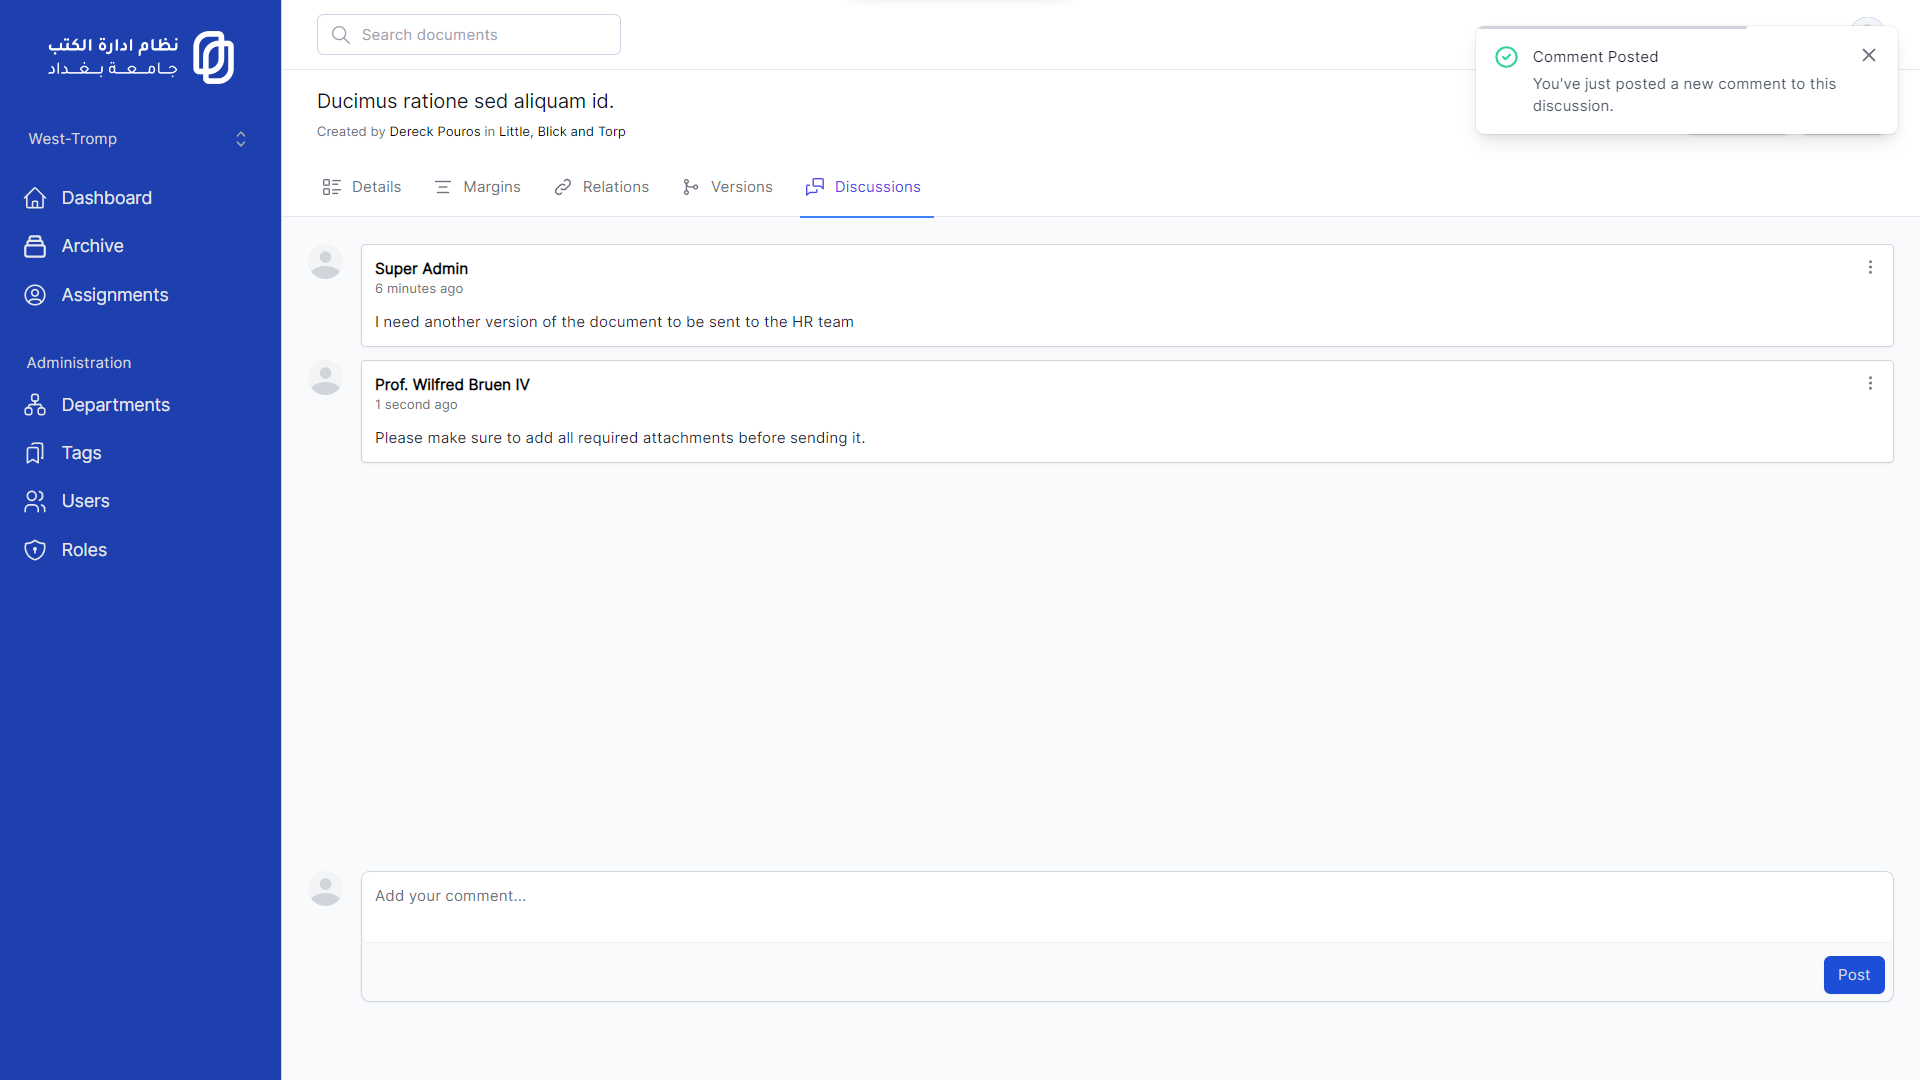 نظام ادارة الكتب
جامعة بغداد
West-Tromp
Dashboard
Archive
Assignments
Administration
Departments
Tags
Users
Roles
Search documents
Comment Posted
You've just posted a new comment to this
discussion.
Ducimus ratione sed aliquam id.
Created by Dereck Pouros in Little, Blick and Torp
Details
Margins
Relations
Versions
Discussions
Super Admin
6 minutes ago
I need another version of the document to be sent to the HR team
Prof. Wilfred Bruen IV
1 second ago
Please make sure to add all required attachments before sending it.
Add your comment...
Post